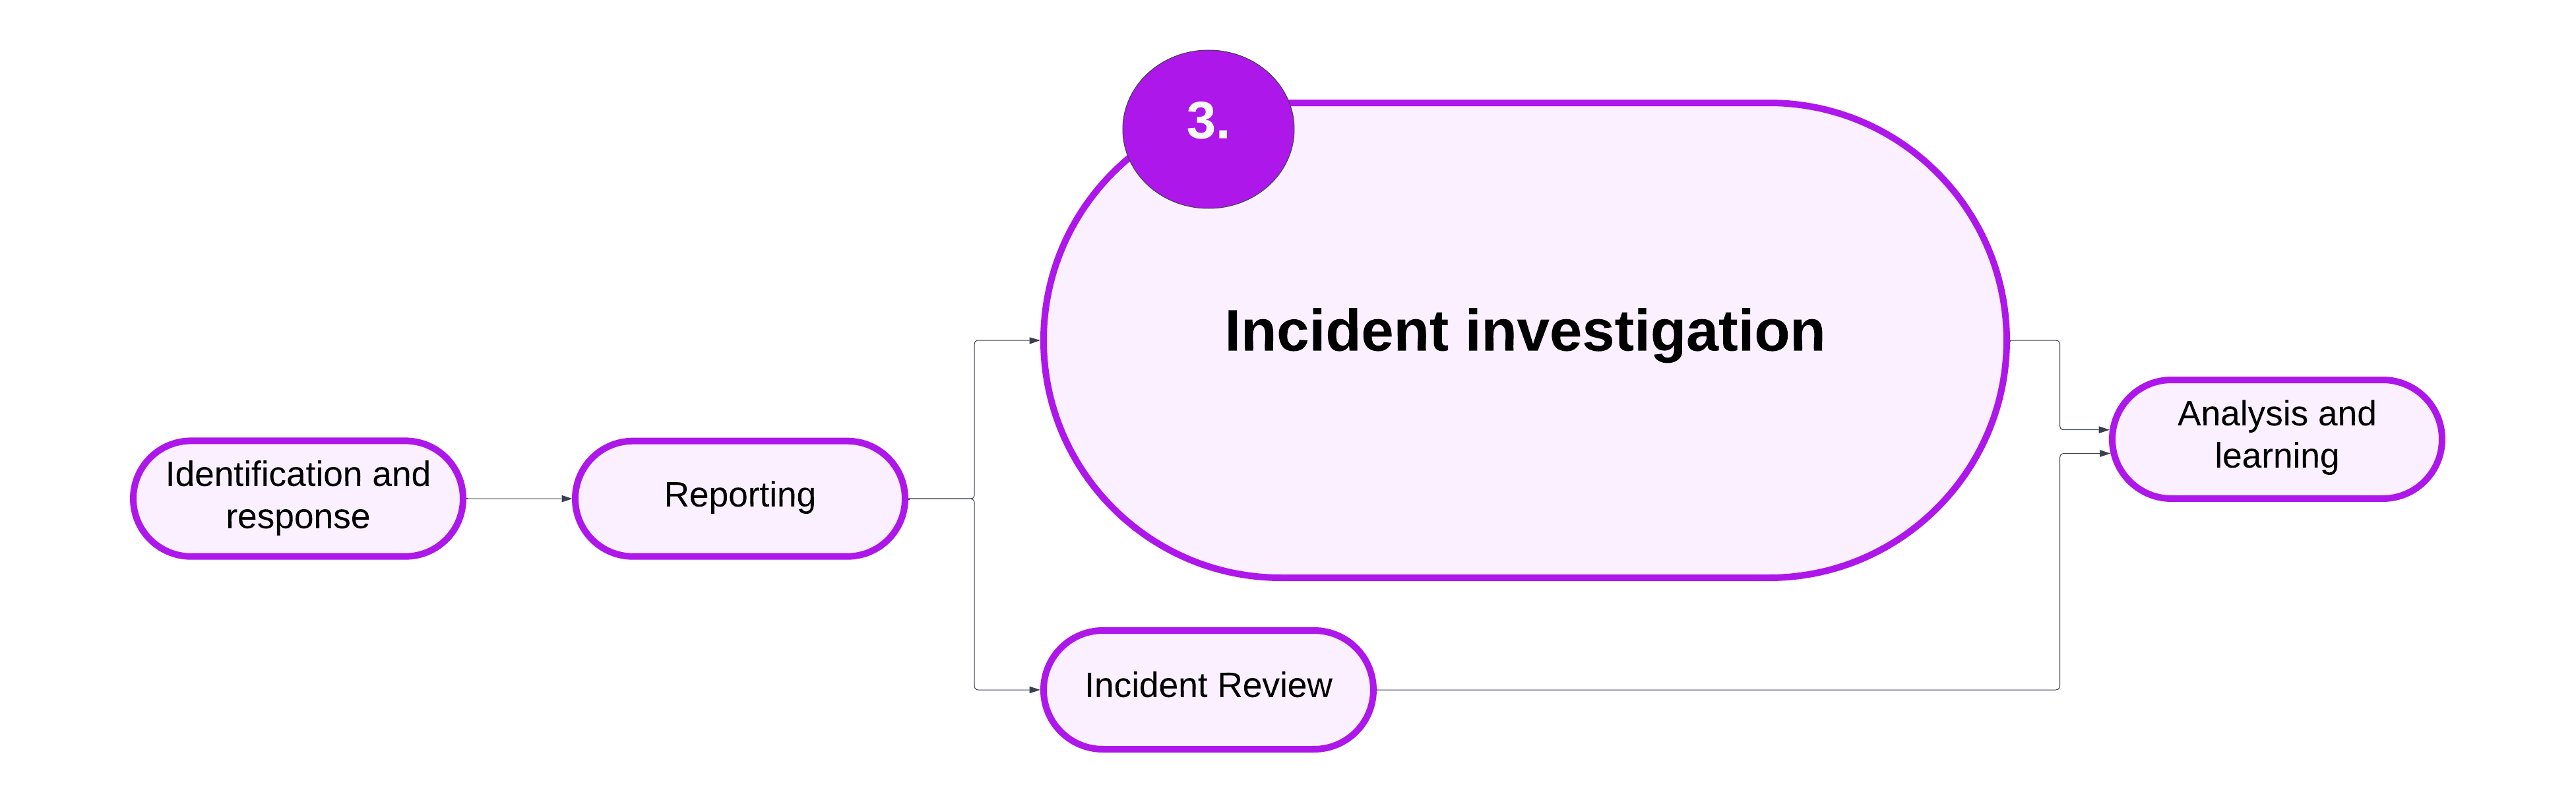 3.
Incident investigation
Identification and
response
Reporting
Incident Review
Analysis and
learning